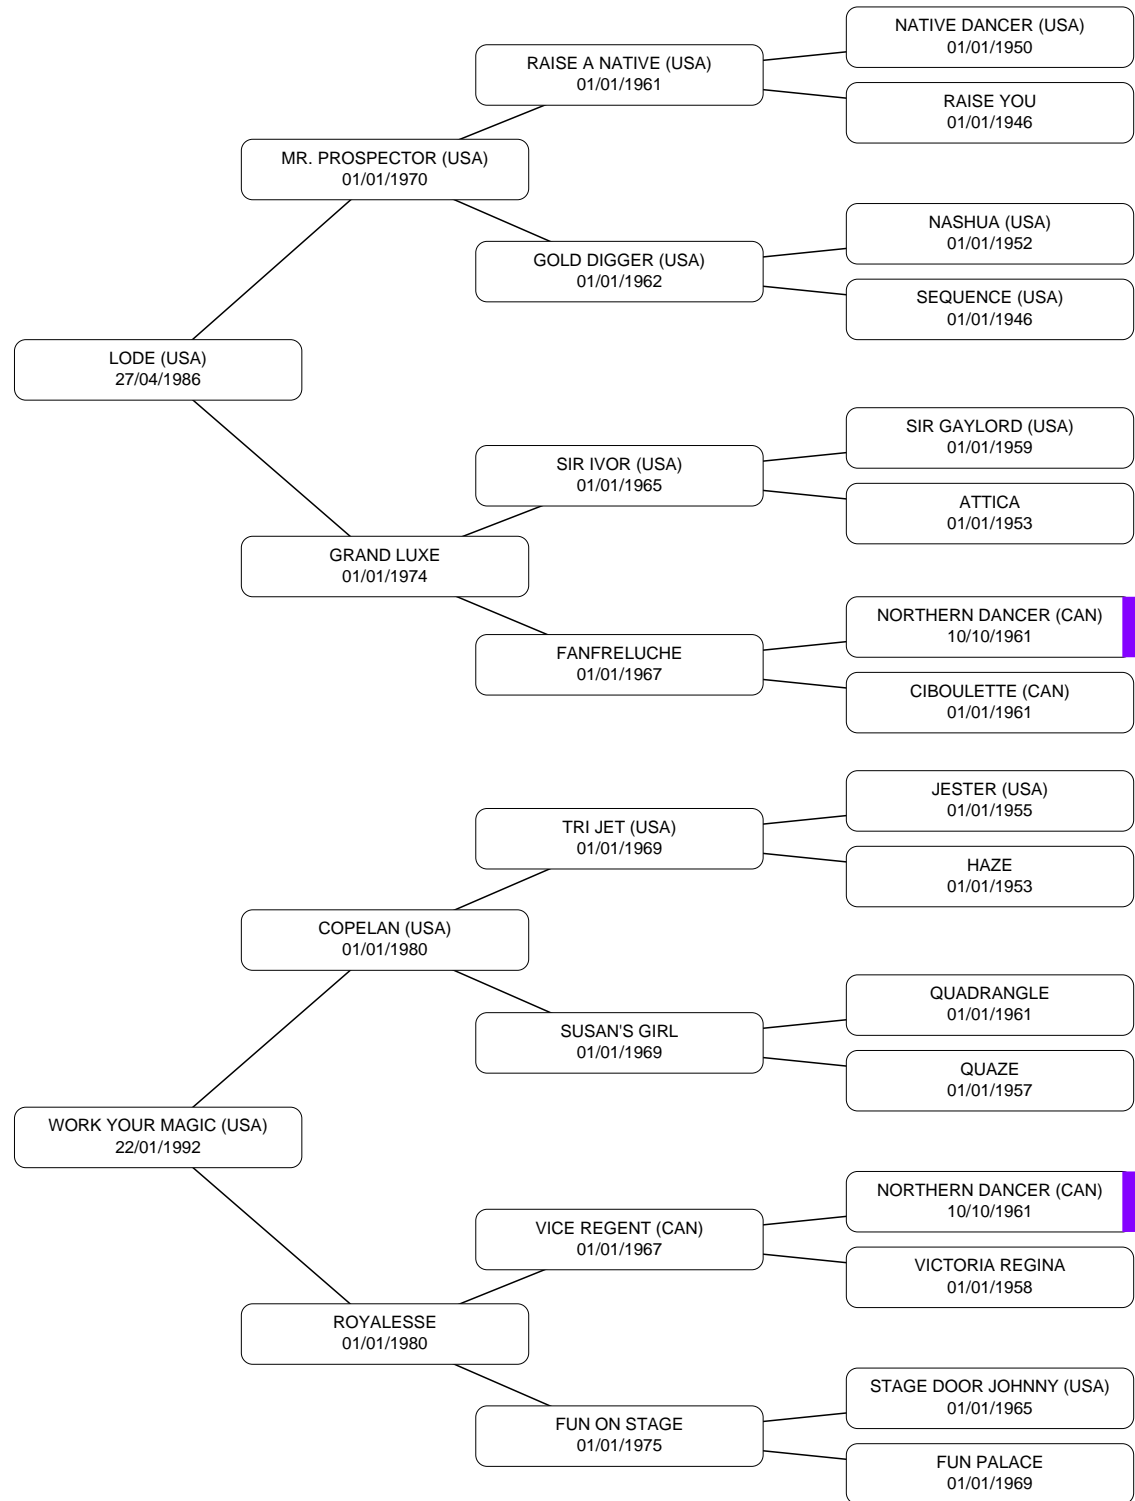 NATIVE DANCER (USA)
01/01/1950
RAISE A NATIVE (USA)
01/01/1961
RAISE YOU
01/01/1946
MR. PROSPECTOR (USA)
01/01/1970
NASHUA (USA)
01/01/1952
GOLD DIGGER (USA)
01/01/1962
SEQUENCE (USA)
01/01/1946
LODE (USA)
27/04/1986
SIR GAYLORD (USA)
01/01/1959
SIR IVOR (USA)
01/01/1965
ATTICA
01/01/1953
GRAND LUXE
01/01/1974
NORTHERN DANCER (CAN)
10/10/1961
FANFRELUCHE
01/01/1967
CIBOULETTE (CAN)
01/01/1961
JESTER (USA)
01/01/1955
TRI JET (USA)
01/01/1969
HAZE
01/01/1953
COPELAN (USA)
01/01/1980
QUADRANGLE
01/01/1961
SUSAN'S GIRL
01/01/1969
QUAZE
01/01/1957
WORK YOUR MAGIC (USA)
22/01/1992
NORTHERN DANCER (CAN)
10/10/1961
VICE REGENT (CAN)
01/01/1967
VICTORIA REGINA
01/01/1958
ROYALESSE
01/01/1980
STAGE DOOR JOHNNY (USA)
01/01/1965
FUN ON STAGE
01/01/1975
FUN PALACE
01/01/1969